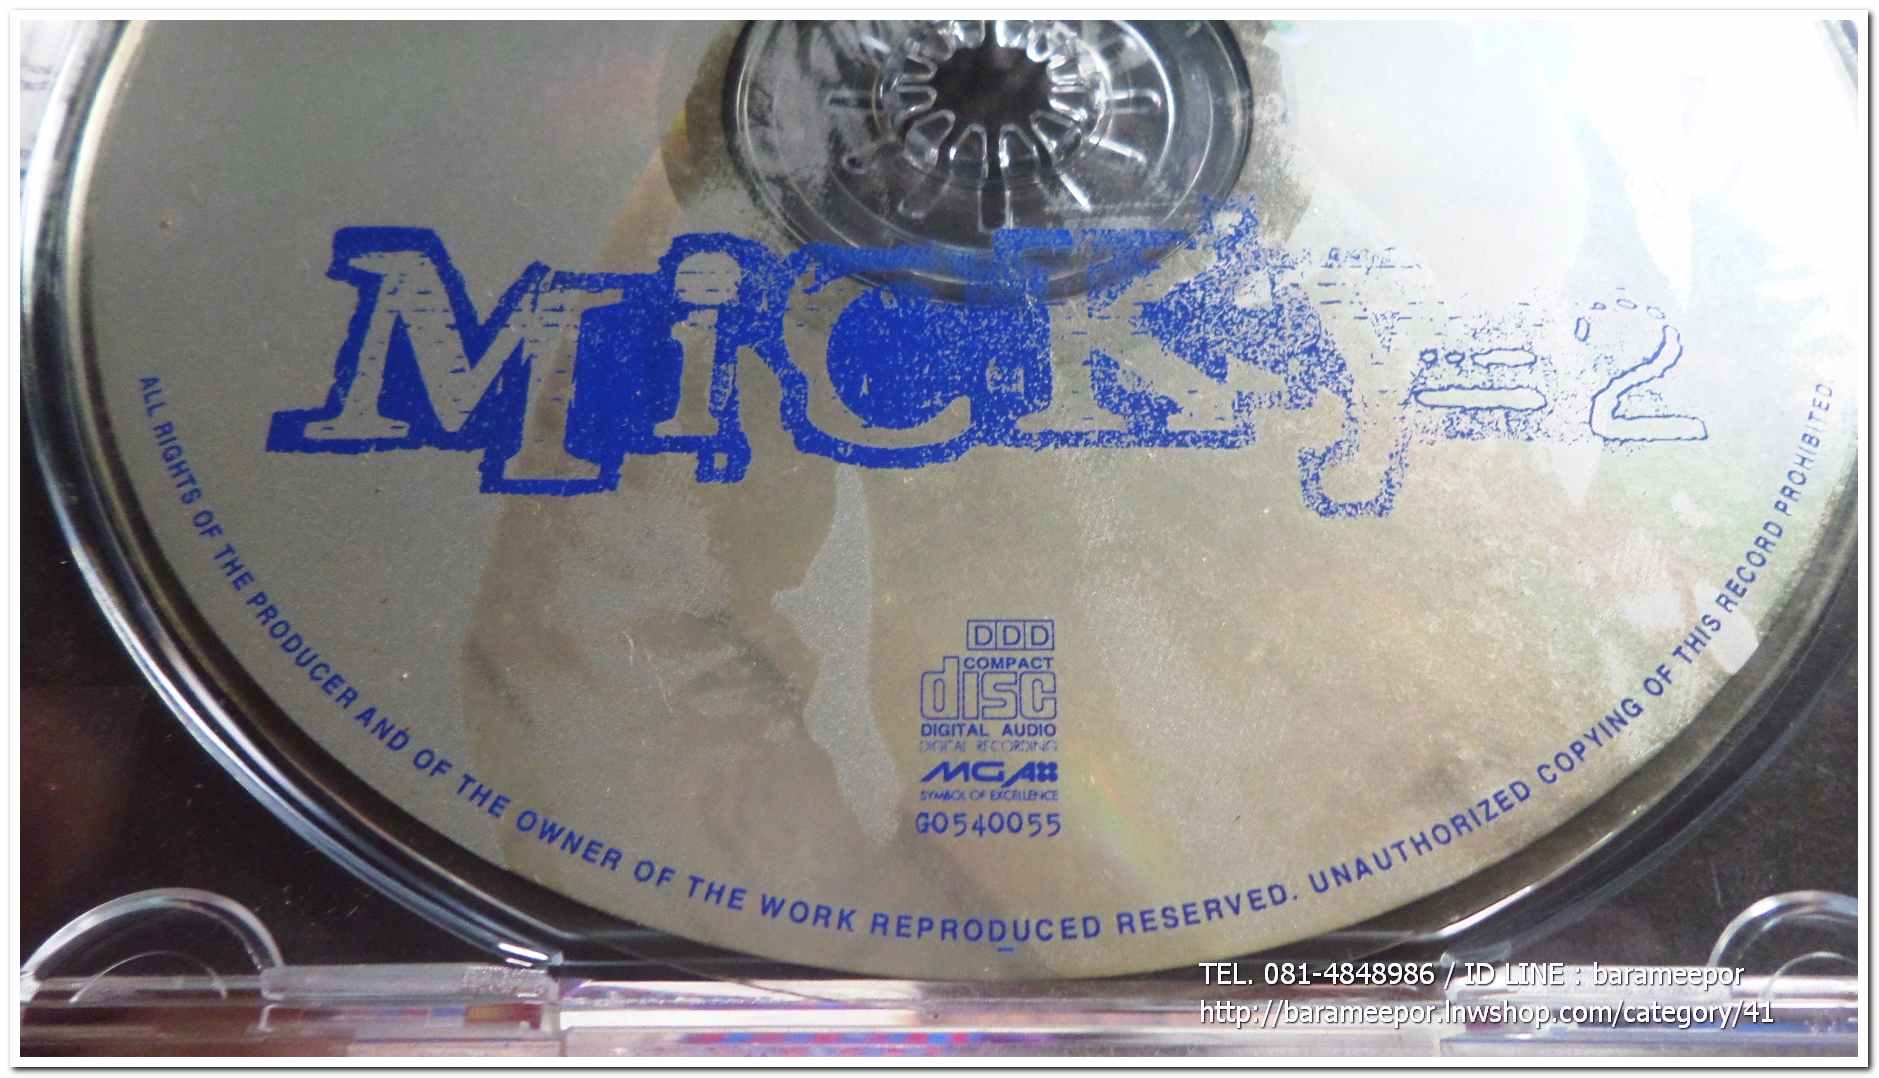 Micky=2
DDD
COMPACT
disc
DIGITAL AUDIO
DIGITAL RECORDING
MGA
SYMBOL OF EXCELLENCE
G0540055
ALL RIGHTS OF THE PRODUCER AND OF THE OWNER OF THE WORK REPRODUCED RESERVED. UNAUTHORIZED COPYING OF THIS RECORD PROHIBITED.
TEL. 081-4848986 / ID LINE : barameepor
http://barameepor.lnwshop.com/category/41